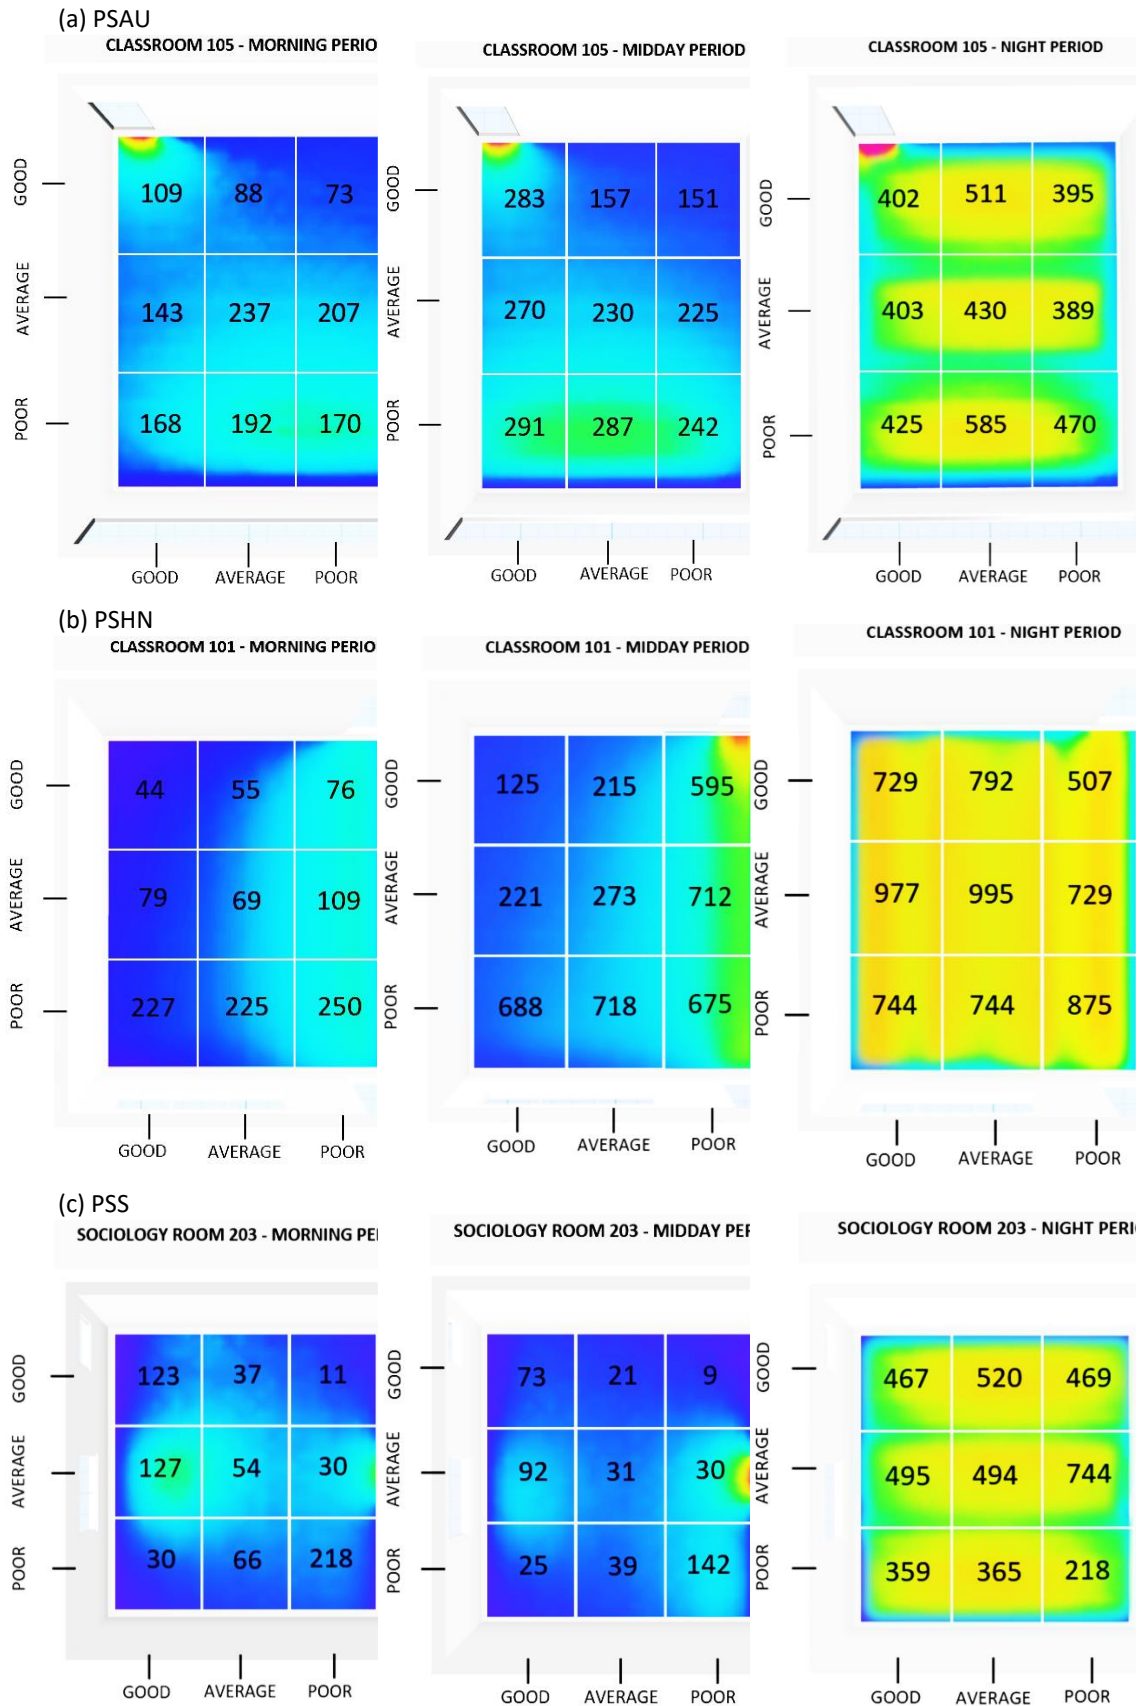 (a) PSAU
CLASSROOM 105 - MORNING PERIO
CLASSROOM 105 - MIDDAY PERIOD
CLASSROOM 105 - NIGHT PERIOD
GOOD 109 88 73
AVERAGE 143 237 207
POOR 168 192 170
GOOD AVERAGE POOR
GOOD 283 157 151
AVERAGE 270 230 225
POOR 291 287 242
GOOD AVERAGE POOR
GOOD 402 511 395
AVERAGE 403 430 389
POOR 425 585 470
GOOD AVERAGE POOR
(b) PSHN
CLASSROOM 101 - MORNING PERIO
CLASSROOM 101 - MIDDAY PERIOD
CLASSROOM 101 - NIGHT PERIOD
GOOD 44 55 76
AVERAGE 79 69 109
POOR 227 225 250
GOOD AVERAGE POOR
GOOD 125 215 595
AVERAGE 221 273 712
POOR 688 718 675
GOOD AVERAGE POOR
GOOD 729 792 507
AVERAGE 977 995 729
POOR 744 744 875
GOOD AVERAGE POOR
(c) PSS
SOCIOLOGY ROOM 203 - MORNING PE
SOCIOLOGY ROOM 203 - MIDDAY PE
SOCIOLOGY ROOM 203 - NIGHT PERI
GOOD 123 37 11
AVERAGE 127 54 30
POOR 30 66 218
GOOD AVERAGE POOR
GOOD 73 21 9
AVERAGE 92 31 30
POOR 25 39 142
GOOD AVERAGE POOR
GOOD 467 520 469
AVERAGE 495 494 744
POOR 359 365 218
GOOD AVERAGE POOR